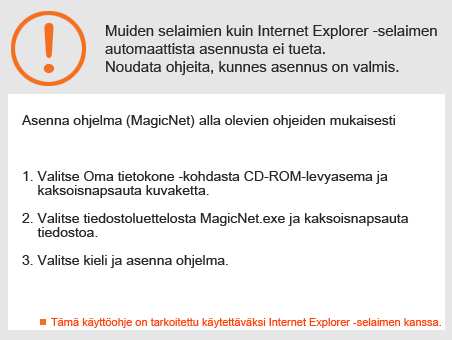 Muiden selaimien kuin Internet Explorer -selaimen
automaattista asennusta ei tueta.
Noudata ohjeita, kunnes asennus on valmis.
Asenna ohjelma (MagicNet) alla olevien ohjeiden mukaisesti
1. Valitse Oma tietokone -kohdasta CD-ROM-levyasema ja
kaksoisnapsauta kuvaketta.
2. Valitse tiedostoluettelosta MagicNet.exe ja kaksoisnapsauta
tiedostoa.
3. Valitse kieli ja asenna ohjelma.
Tämä käyttöohje on tarkoitettu käytettäväksi Internet Explorer -selaimen kanssa.